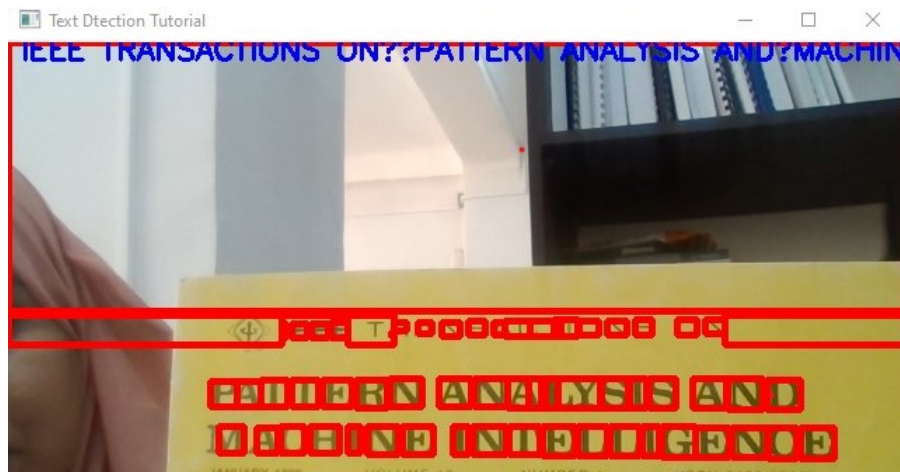 Text Dtection Tutorial
IEEE TRANSACTIONS ON??PATTERN ANALYSIS AND?MACHIN
PATTERN ANALYSIS AND
MACHINE INTELLIGENCE